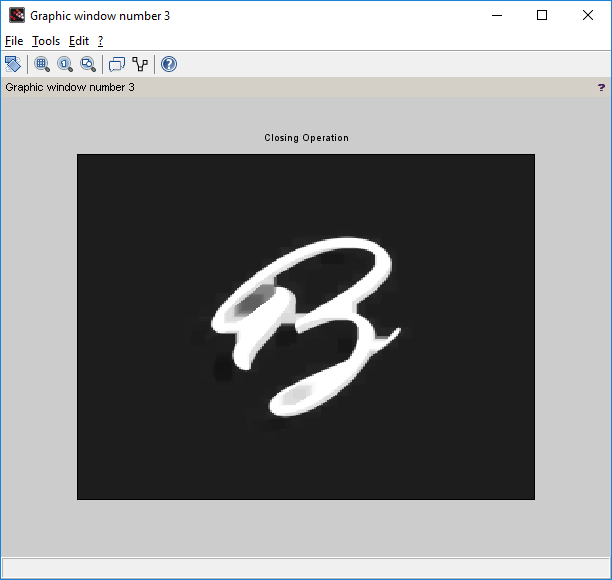 Graphic window number 3
File Tools Edit ?
Graphic window number 3 ?
Closing Operation
B